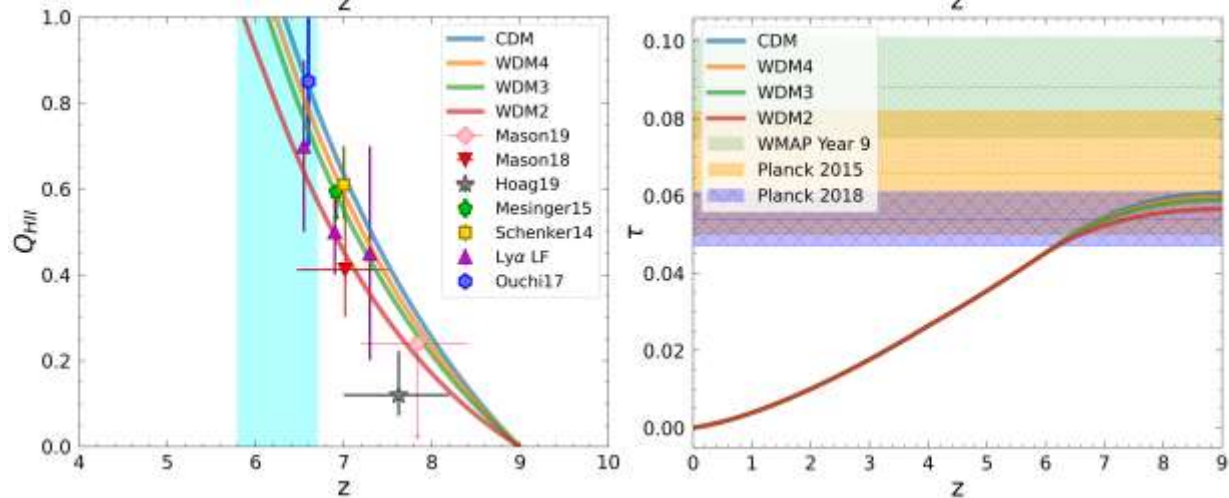 z
z
1.0
0.8
0.6
0.4
0.2
0.0
Q_HII
CDM
WDM4
WDM3
WDM2
Mason19
Mason18
Hoag19
Mesinger15
Schenker14
Lyα LF
Ouchi17
4 5 6 7 8 9 10
z
0.10
0.08
0.06
0.04
0.02
0.00
τ
CDM
WDM4
WDM3
WDM2
WMAP Year 9
Planck 2015
Planck 2018
0 1 2 3 4 5 6 7 8 9
z